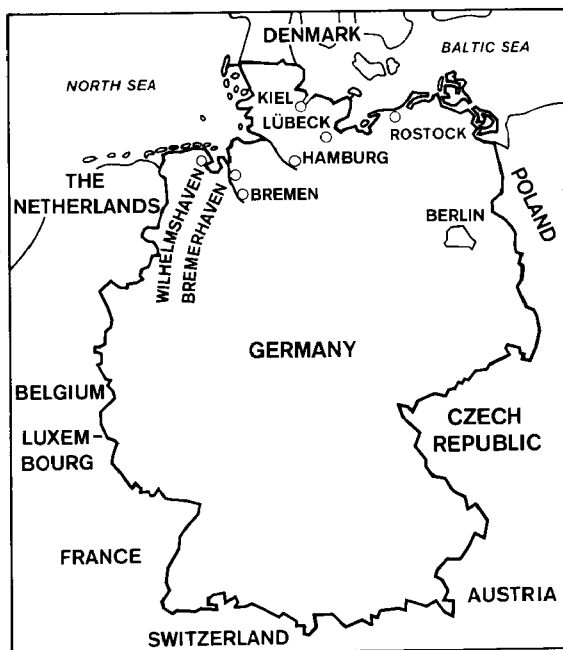 DENMARK
BALTIC SEA
NORTH SEA
KIEL
LÜBECK
ROSTOCK
HAMBURG
THE
NETHERLANDS
WILHELMSHAVEN
BREMERHAVEN
BREMEN
POLAND
BERLIN
GERMANY
BELGIUM
LUXEM-
BOURG
CZECH
REPUBLIC
FRANCE
AUSTRIA
SWITZERLAND